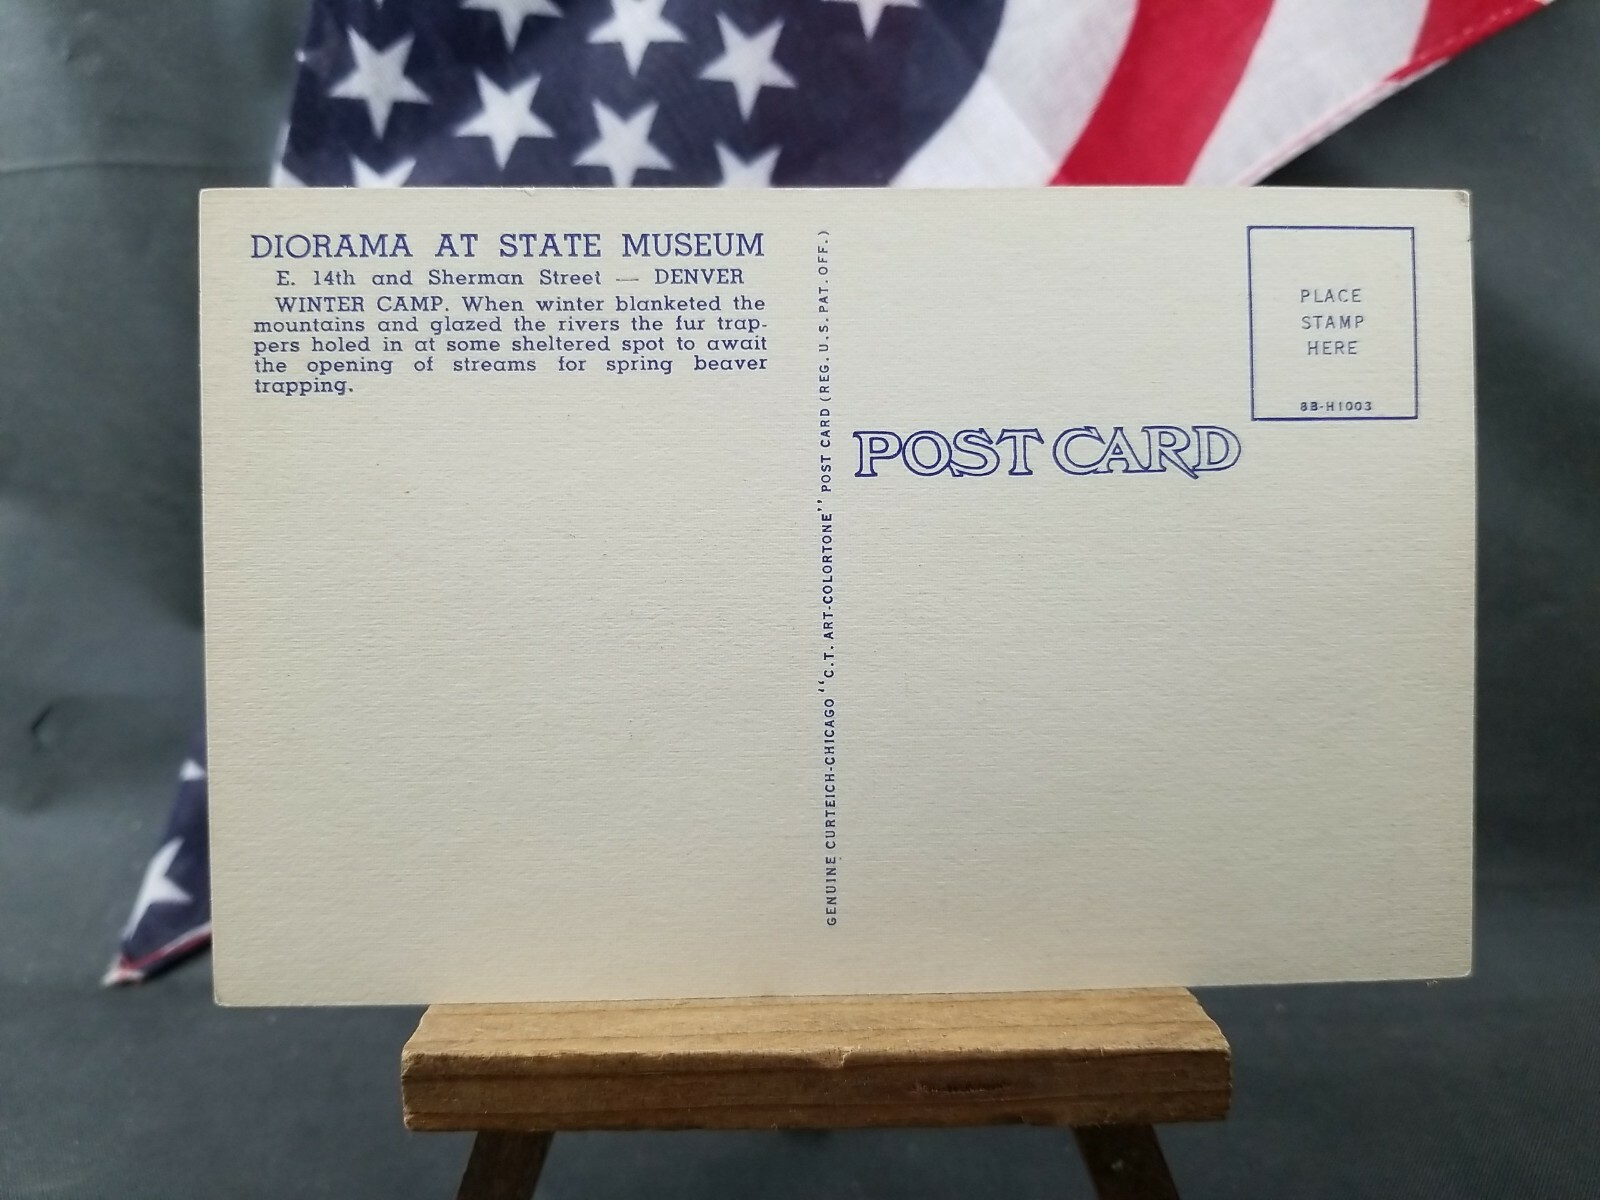 DIORAMA AT STATE MUSEUM
E. 14th and Sherman Street — DENVER
WINTER CAMP. When winter blanketed the
mountains and glazed the rivers the fur trap-
pers holed in at some sheltered spot to await
the opening of streams for spring beaver
trapping.
GENUINE CURTEICH-CHICAGO "C.T. ART-COLORTONE" POST CARD (REG. U.S. PAT. OFF.)
PLACE
STAMP
HERE
8B-H1003
POST CARD